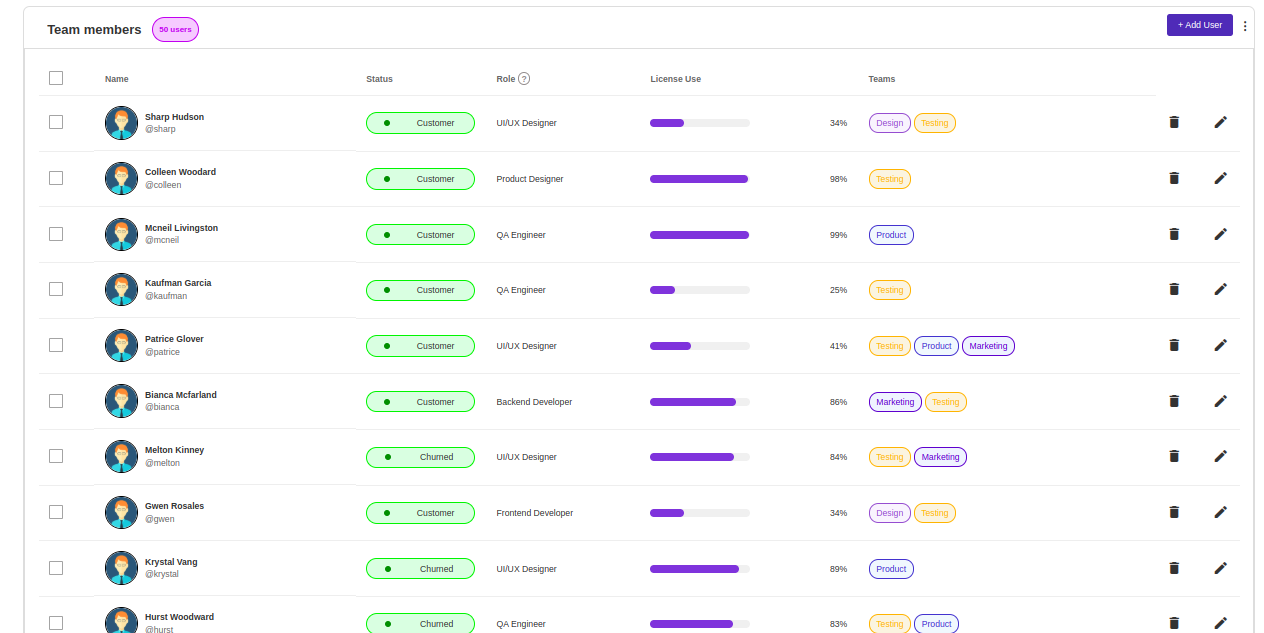 Team members 50 users + Add User
Name Status Role ? License Use Teams
Sharp Hudson
@sharp
Customer UI/UX Designer 34% Design Testing
Colleen Woodard
@colleen
Customer Product Designer 98% Testing
Mcneil Livingston
@mcneil
Customer QA Engineer 99% Product
Kaufman Garcia
@kaufman
Customer QA Engineer 25% Testing
Patrice Glover
@patrice
Customer UI/UX Designer 41% Testing Product Marketing
Bianca Mcfarland
@bianca
Customer Backend Developer 86% Marketing Testing
Melton Kinney
@melton
Churned UI/UX Designer 84% Testing Marketing
Gwen Rosales
@gwen
Customer Frontend Developer 34% Design Testing
Krystal Vang
@krystal
Churned UI/UX Designer 89% Product
Hurst Woodward
@hurst
Churned QA Engineer 83% Testing Product